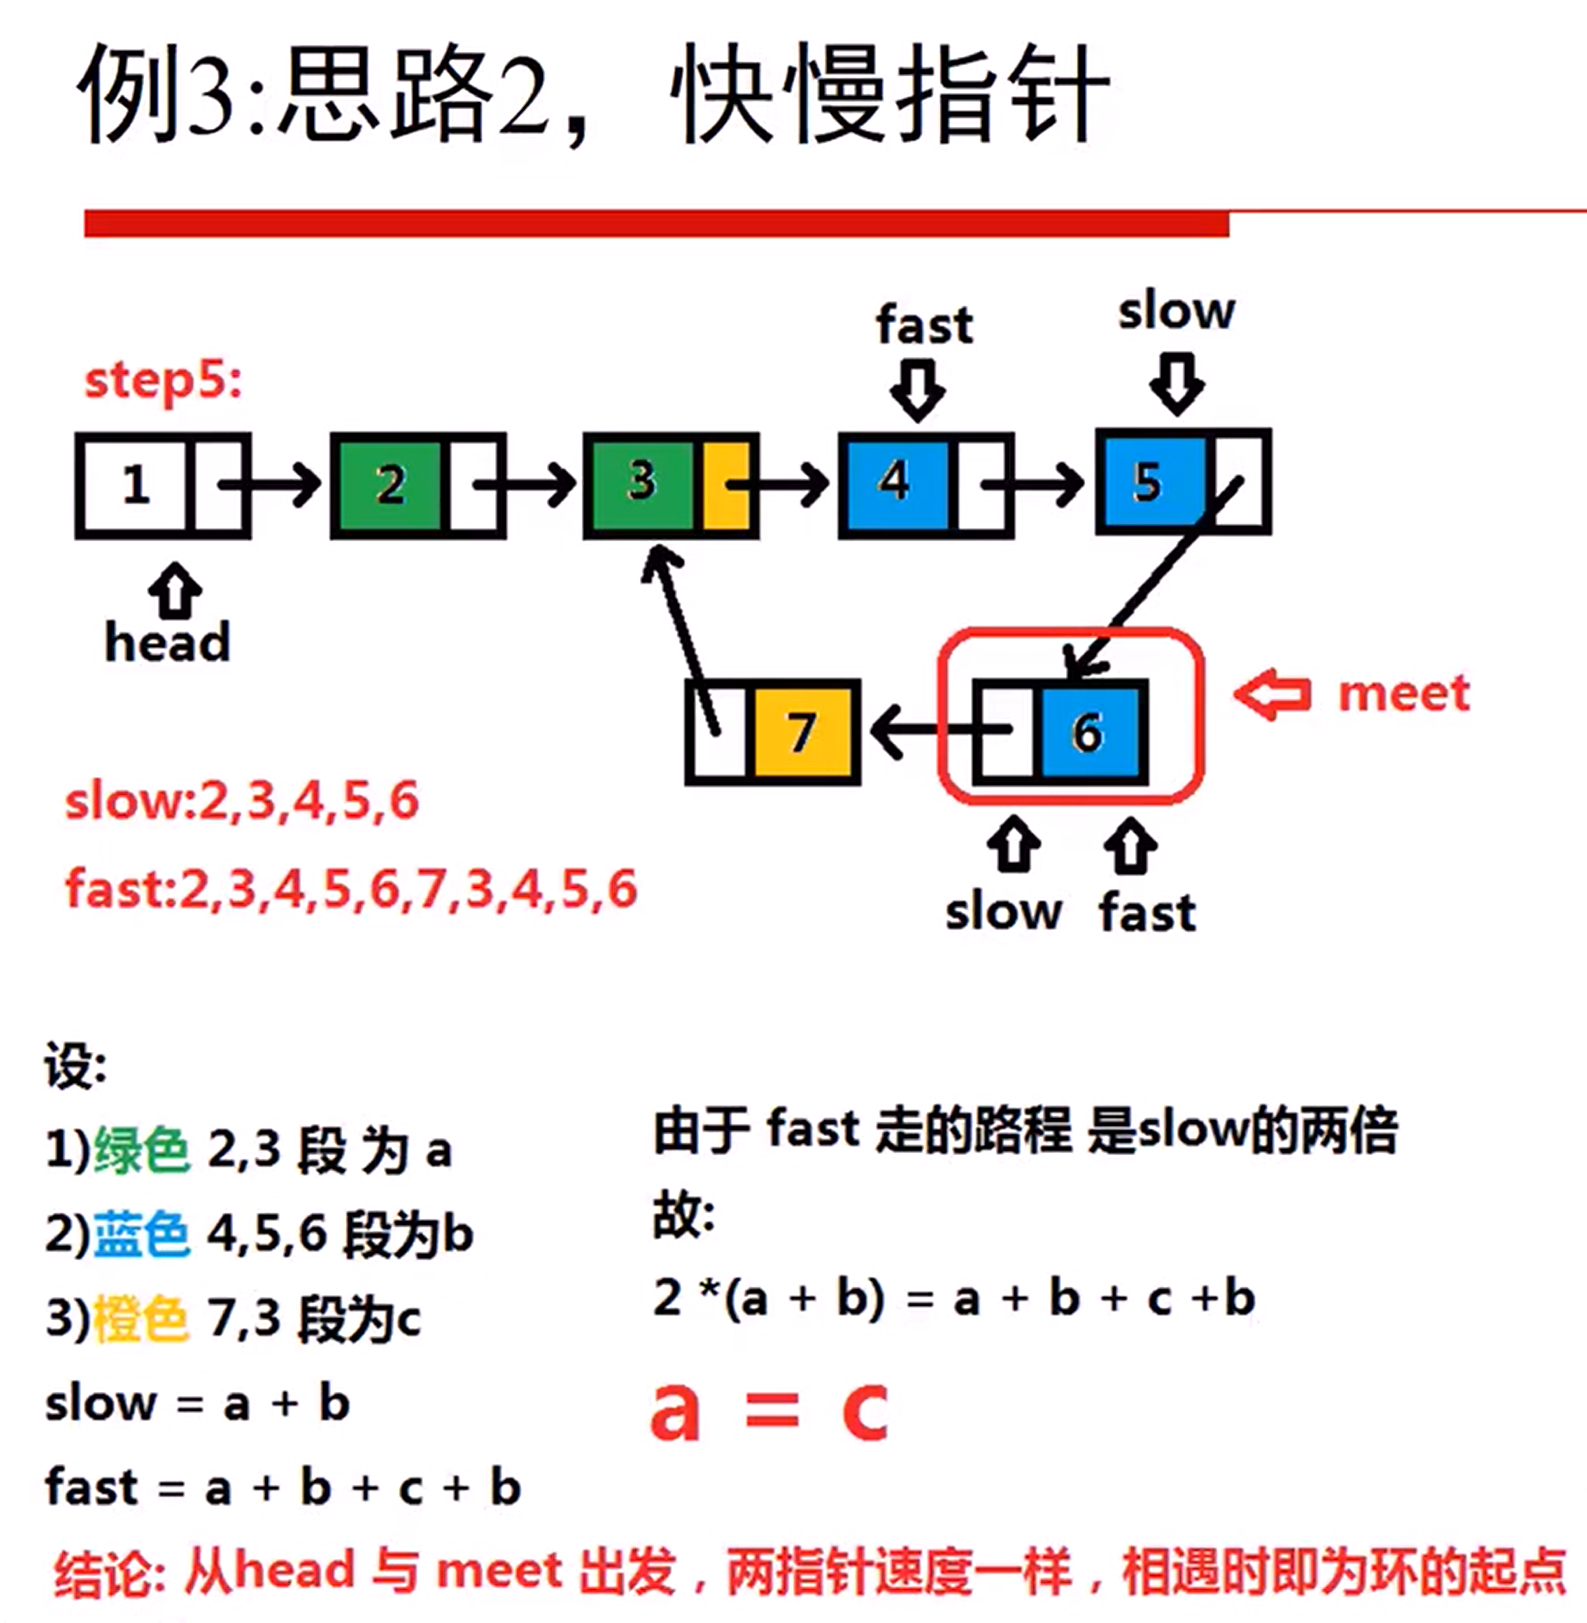 例3:思路2，快慢指针
fast
slow
step5:
1 2 3 4 5
head
7 6
meet
slow:2,3,4,5,6
fast:2,3,4,5,6,7,3,4,5,6
slow fast
设:
1)绿色 2,3 段 为 a
2)蓝色 4,5,6 段为b
3)橙色 7,3 段为c
slow = a + b
fast = a + b + c + b
由于 fast 走的路程 是slow的两倍
故:
2 *(a + b) = a + b + c +b
a = c
结论: 从head 与 meet 出发，两指针速度一样，相遇时即为环的起点